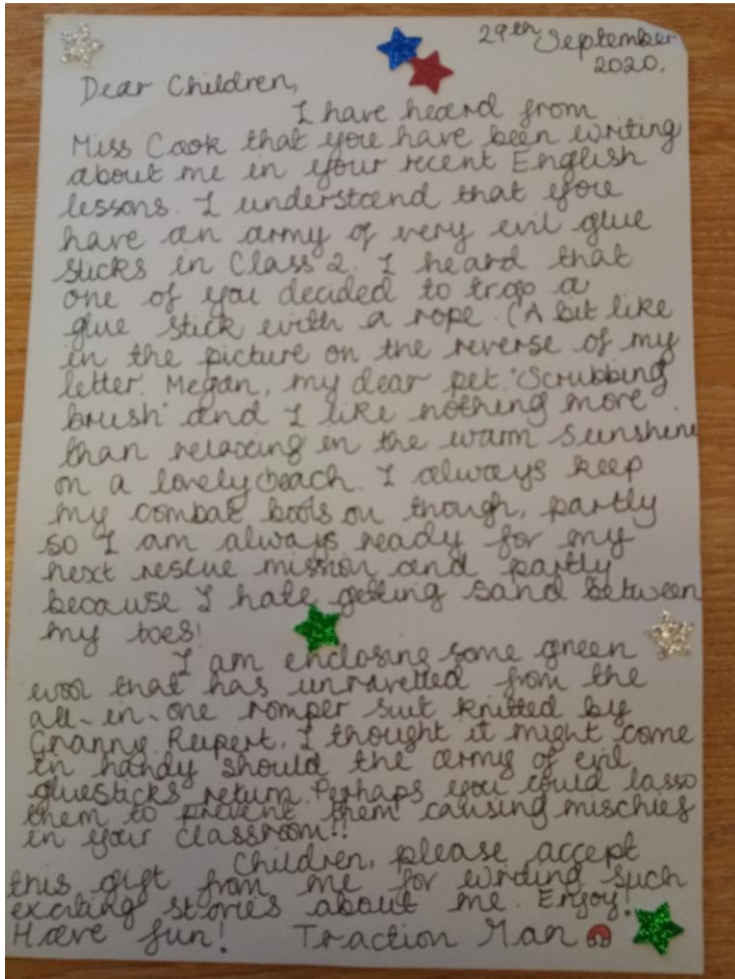 29th September
2020.
Dear Children,
I have heard from
Miss Cook that you have been writing
about me in your recent English
lessons. I understand that you
have an army of very evil glue
sticks in Class 2. I heard that
one of you decided to trap a
glue stick with a rope. (A bit like
in the picture on the reverse of my
letter. Megan, my dear pet 'Scrubbing
brush' and I like nothing more
than relaxing in the warm sunshine
on a lovely beach. I always keep
my combat boots on though, partly
so I am always ready for my
next rescue mission and partly
because I hate getting sand between
my toes!
I am enclosing some green
wool that has unravelled from the
all-in-one romper suit knitted by
Granny. Rupert, I thought it might come
in handy should the army of evil
gluesticks return. Perhaps you could lasso
them to prevent them causing mischief
in your classroom!!
Children, please accept
this gift from me for writing such
exciting stories about me. Enjoy!
Have fun! Traction Man